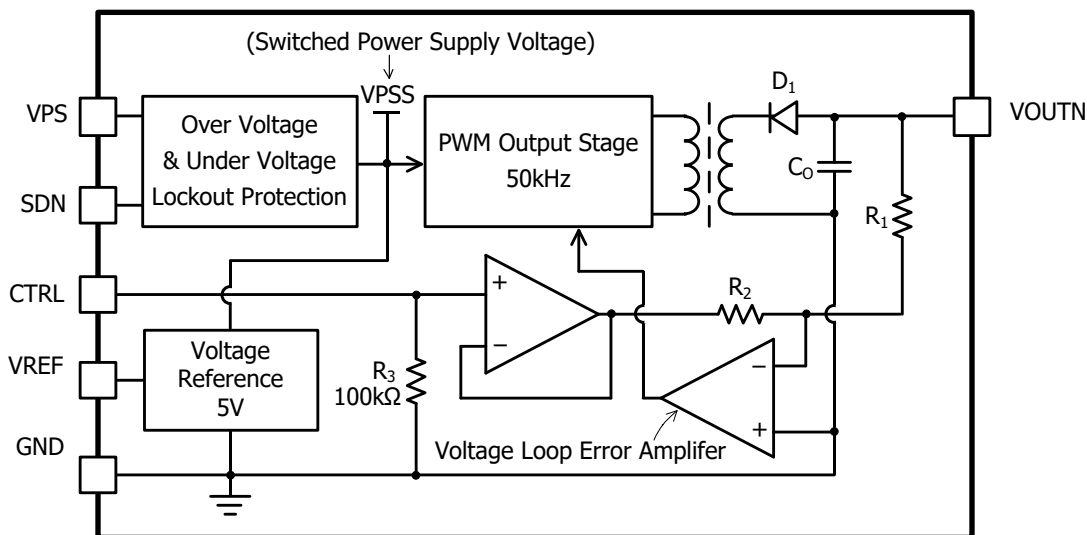 (Switched Power Supply Voltage)
VPSS
VPS
SDN
CTRL
VREF
GND
Over Voltage
& Under Voltage
Lockout Protection
PWM Output Stage
50kHz
D1
CO
R1
VOUTN
+
−
R2
R3
100kΩ
Voltage
Reference
5V
−
+
Voltage Loop Error Amplifer